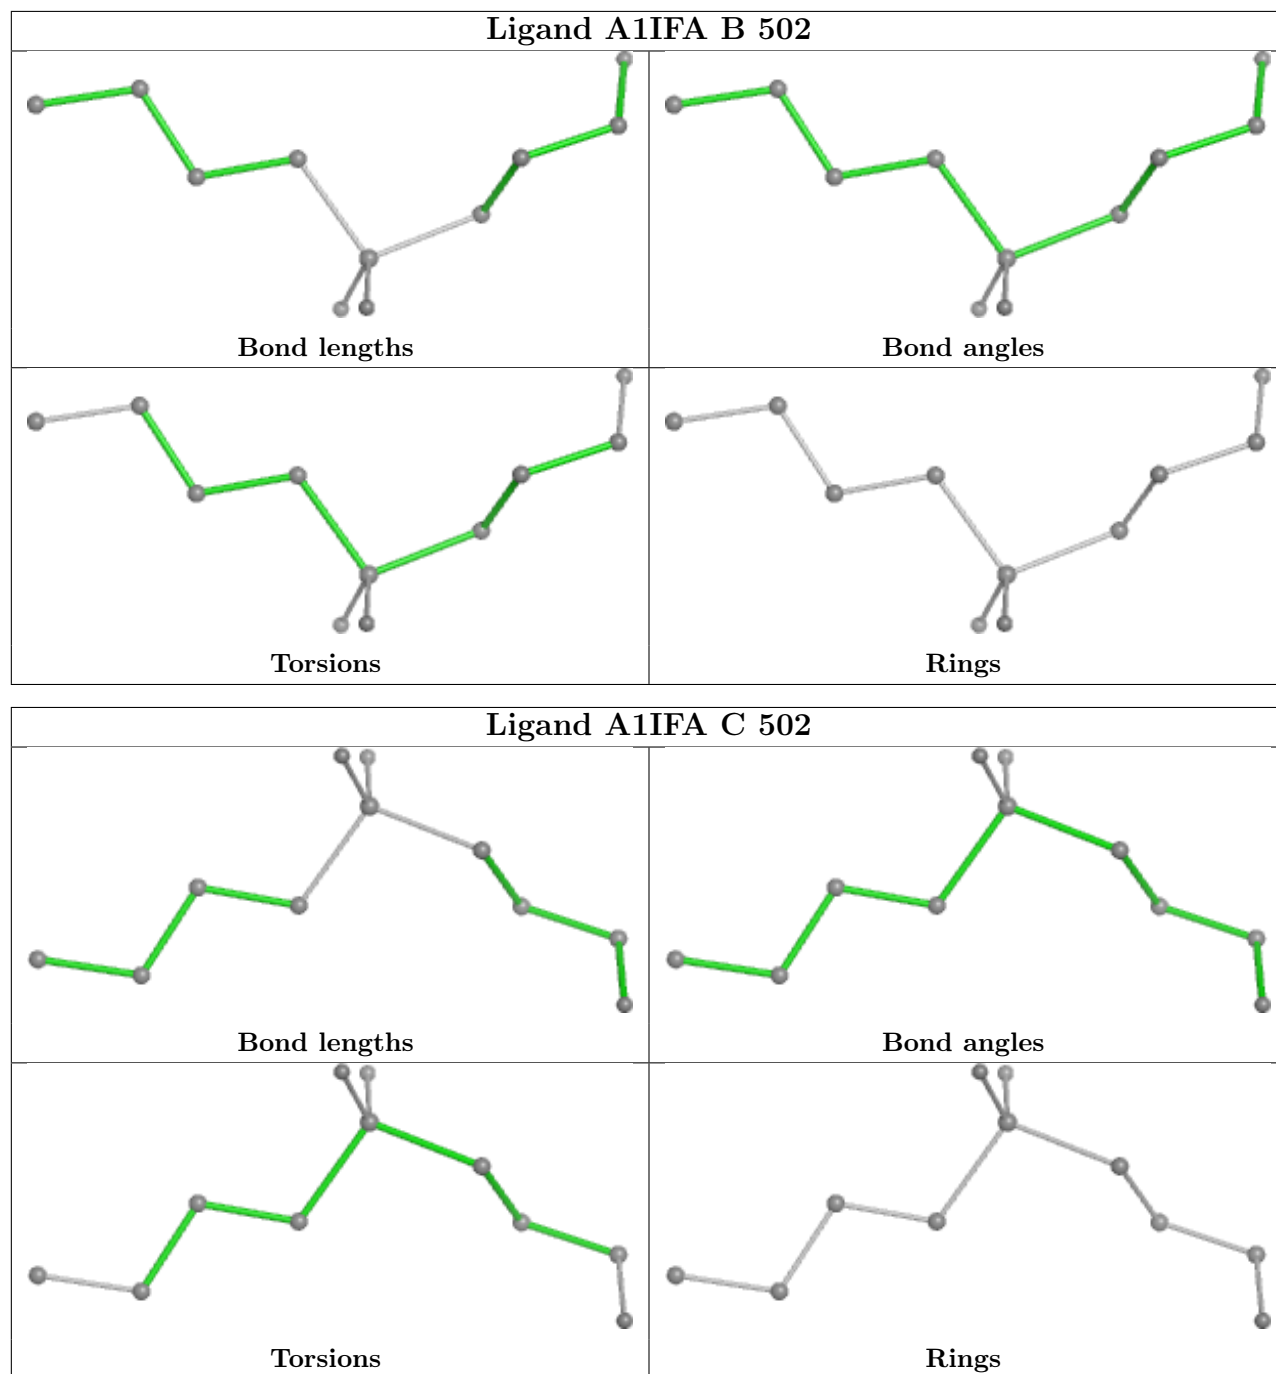 Ligand A1IFA B 502
Bond lengths
Bond angles
Torsions
Rings
Ligand A1IFA C 502
Bond lengths
Bond angles
Torsions
Rings